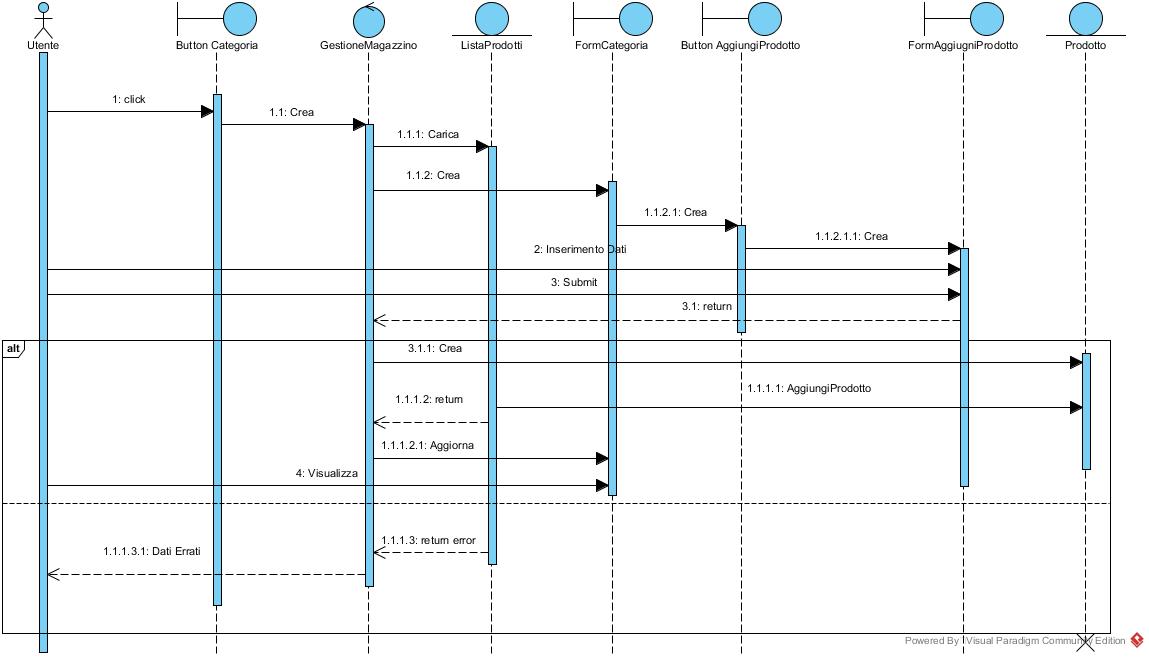 Utente
Button Categoria
GestioneMagazzino
ListaProdotti
FormCategoria
Button AggiungiProdotto
FormAggiugniProdotto
Prodotto
1: click
1.1: Crea
1.1.1: Carica
1.1.2: Crea
1.1.2.1: Crea
1.1.2.1.1: Crea
2: Inserimento Dati
3: Submit
3.1: return
alt
3.1.1: Crea
1.1.1.1: AggiungiProdotto
1.1.1.2: return
1.1.1.2.1: Aggiorna
4: Visualizza
1.1.1.3: return error
1.1.1.3.1: Dati Errati
Powered By Visual Paradigm Community Edition